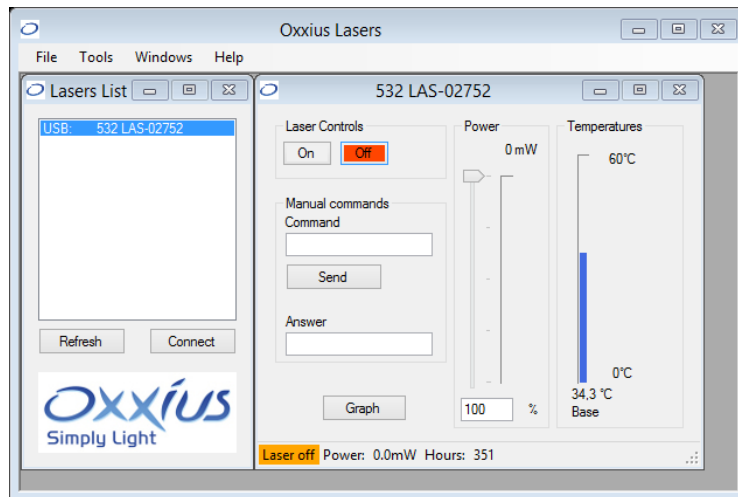 Oxxius Lasers
File Tools Windows Help
Lasers List
USB: 532 LAS-02752
Refresh Connect
Oxxius
Simply Light
532 LAS-02752
Laser Controls
On Off
Manual commands
Command
Send
Answer
Graph
Power
0 mW
100 %
Temperatures
60°C
0°C
34,3 °C
Base
Laser off Power: 0.0mW Hours: 351